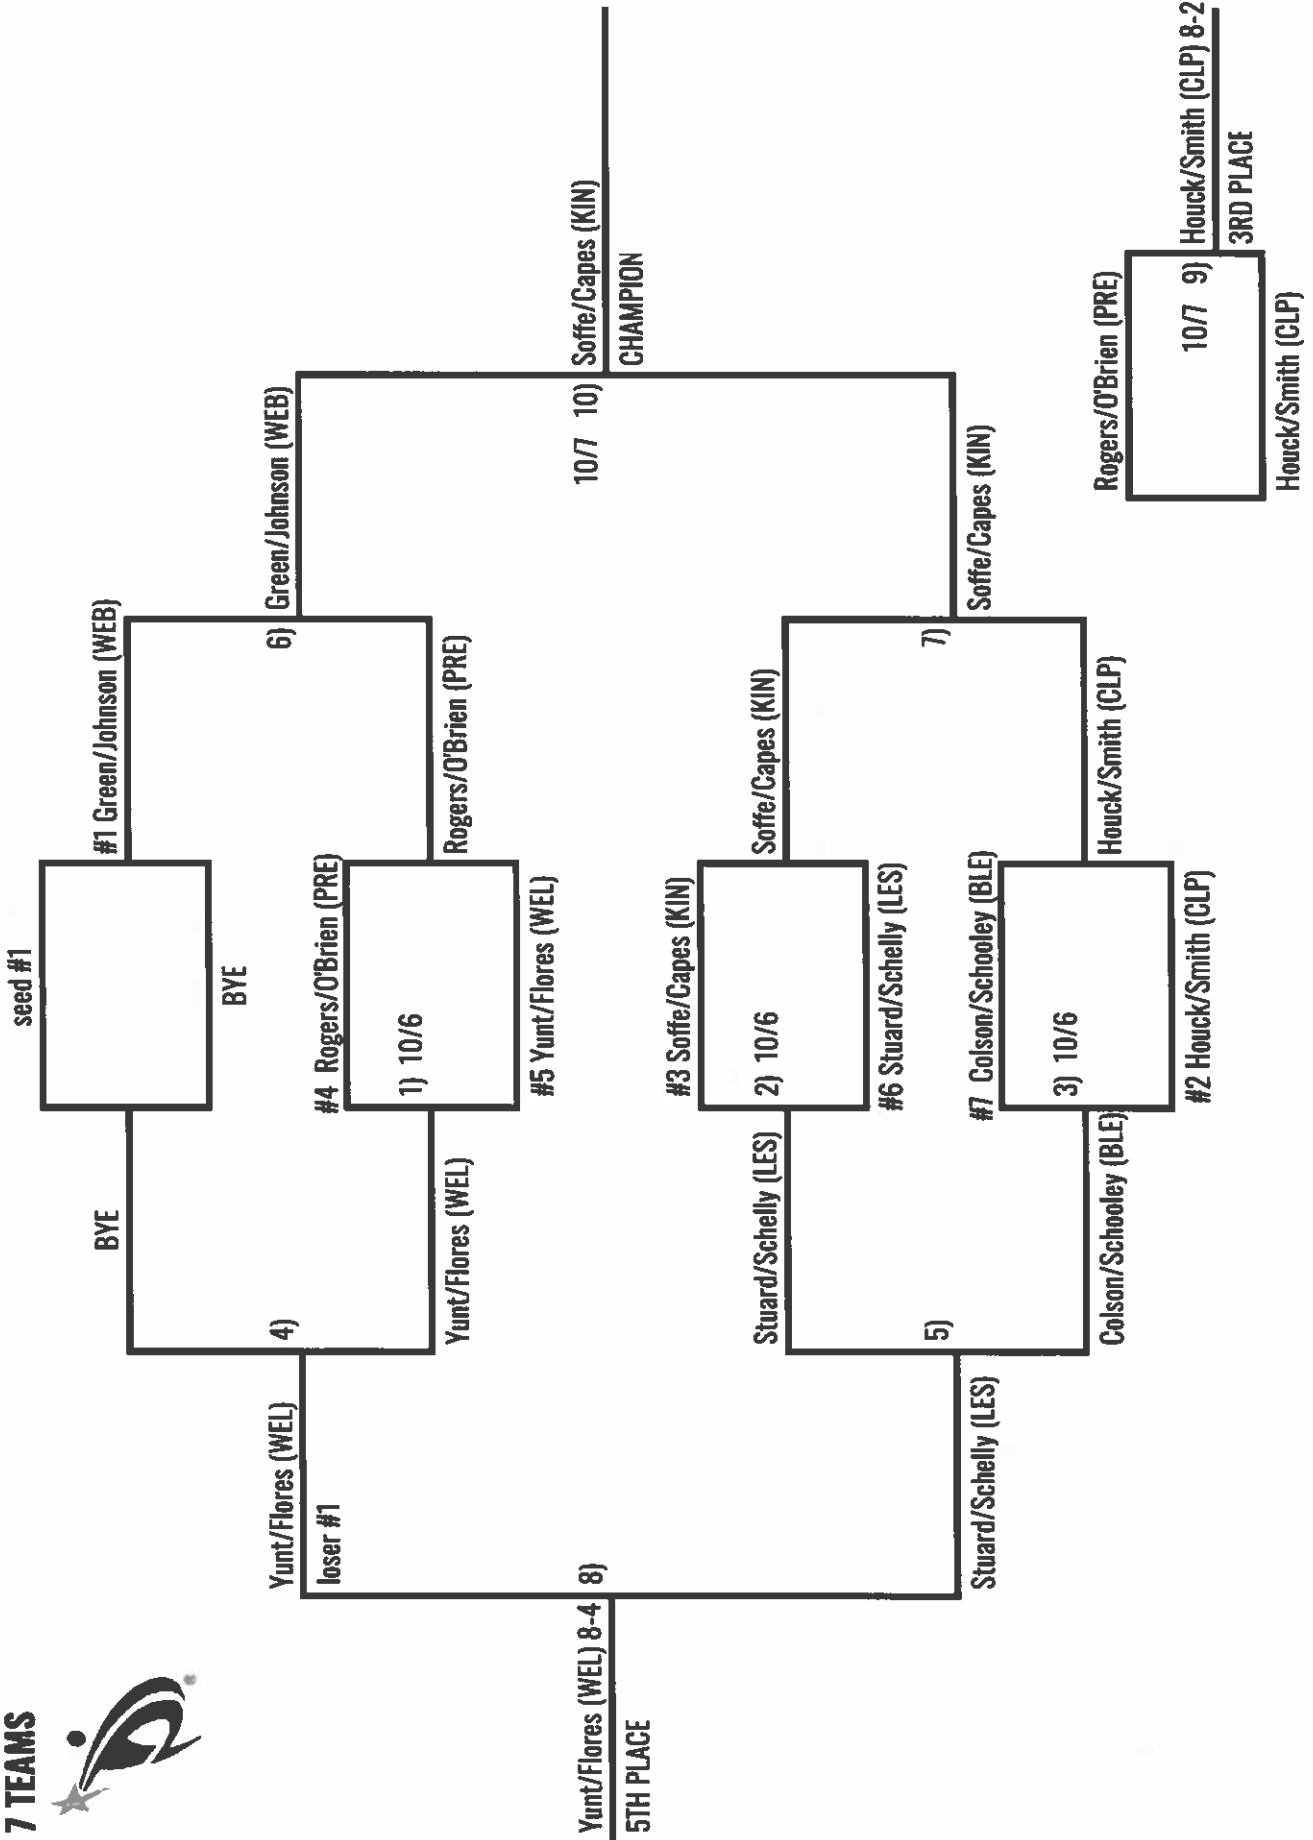 7 TEAMS
seed #1
BYE
BYE
#1 Green/Johnson (WEB)
#4 Rogers/O'Brien (PRE)
1) 10/6
#5 Yunt/Flores (WEL)
Yunt/Flores (WEL)
4)
Rogers/O'Brien (PRE)
6)
Green/Johnson (WEB)
Yunt/Flores (WEL)
loser #1
Yunt/Flores (WEL) 8-4
8)
5TH PLACE
10/7 10)
Soffe/Capes (KIN)
CHAMPION
#3 Soffe/Capes (KIN)
2) 10/6
#6 Stuard/Schelly (LES)
Stuard/Schelly (LES)
Soffe/Capes (KIN)
5)
7)
Stuard/Schelly (LES)
Soffe/Capes (KIN)
#7 Colson/Schooley (BLE)
3) 10/6
#2 Houck/Smith (CLP)
Colson/Schooley (BLE)
Houck/Smith (CLP)
Rogers/O'Brien (PRE)
10/7 9)
Houck/Smith (CLP) 8-2
3RD PLACE
Houck/Smith (CLP)